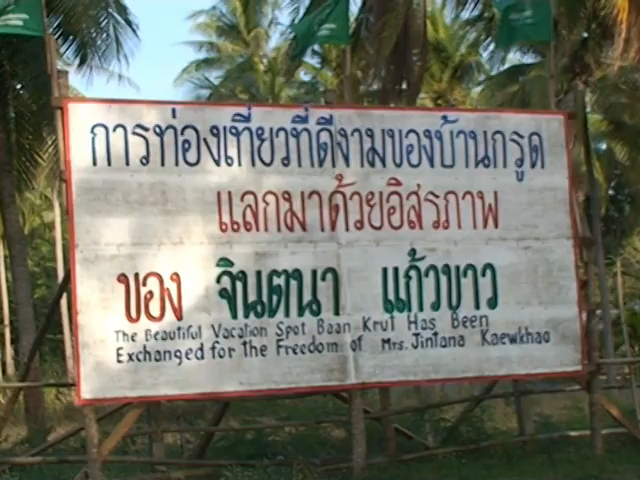 การท่องเที่ยวที่ดีงามของบ้านกรูด
แลกมาด้วยอิสรภาพ
ของ จินตนา แก้วขาว
The Beautiful Vacation Spot Baan Krut Has Been
Exchanged for the Freedom of Mrs. Jintana Kaewkhao